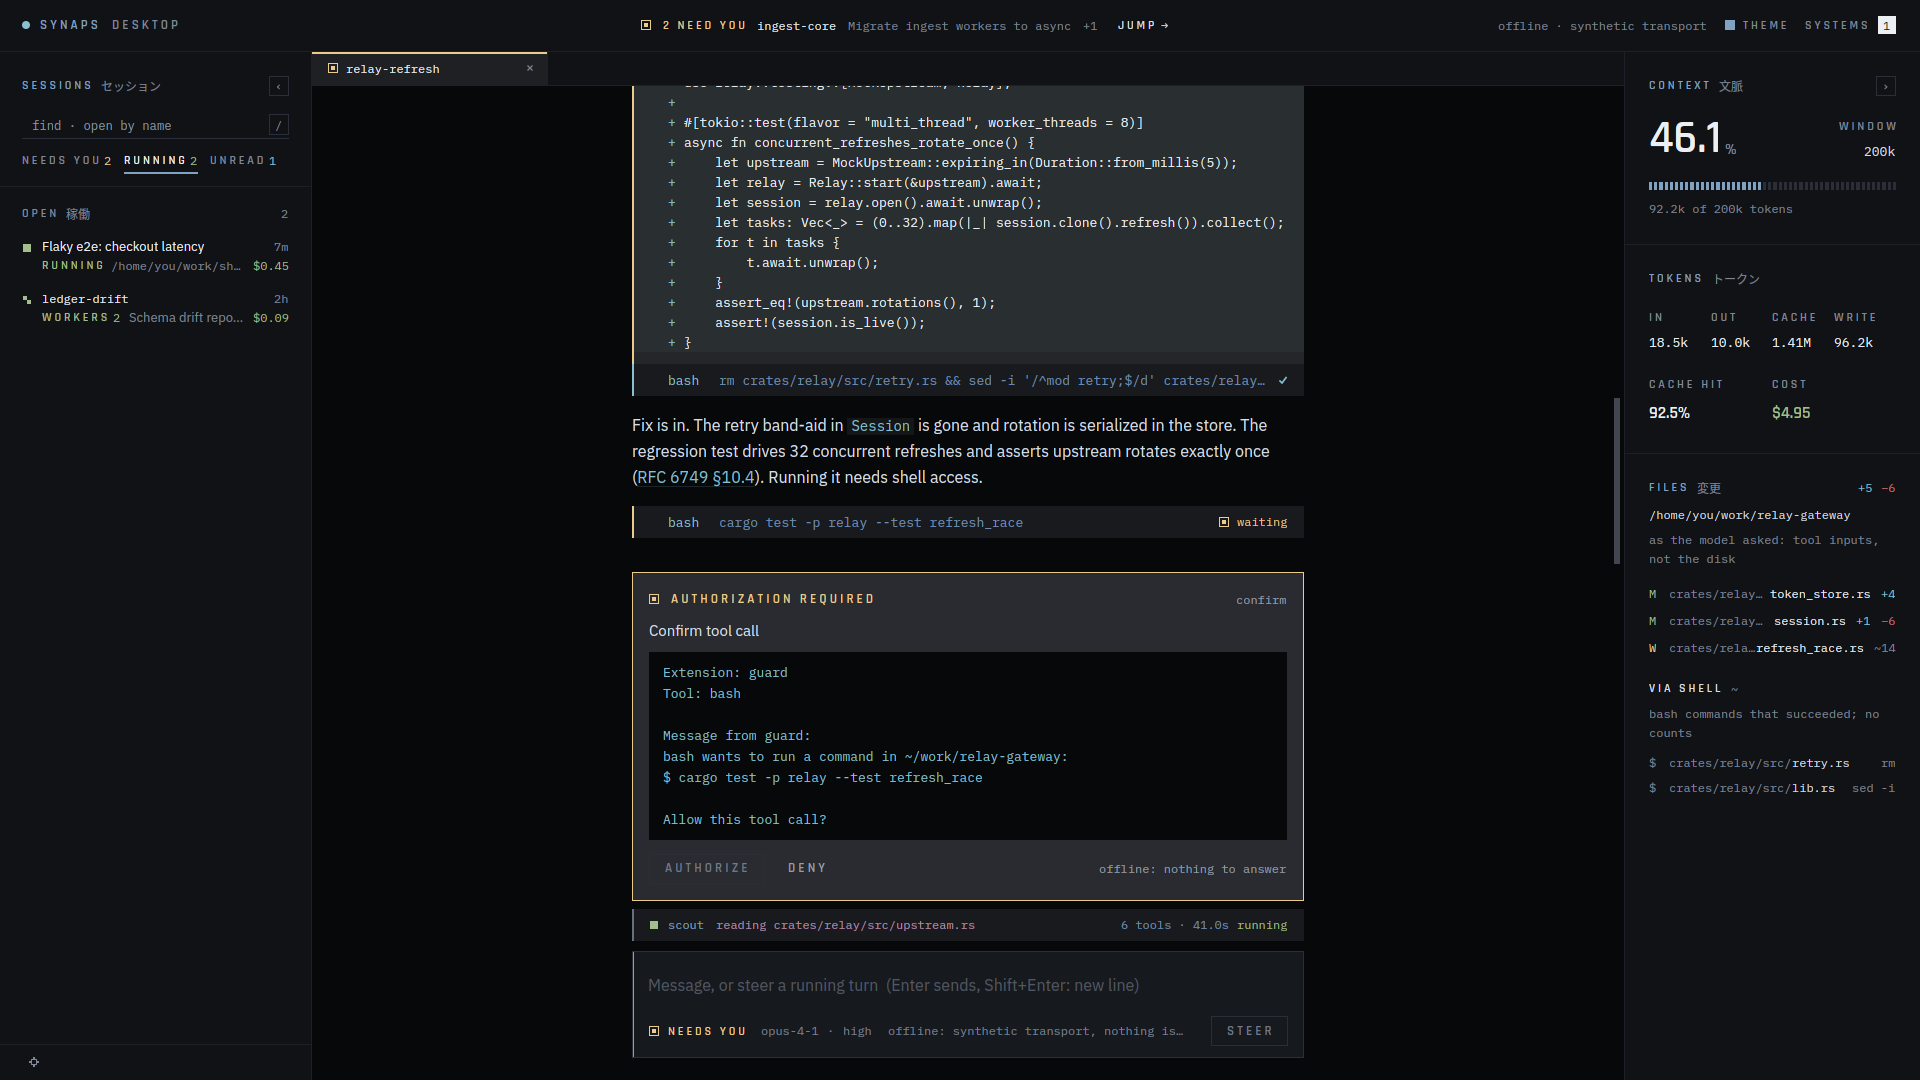 SYNAPS DESKTOP
2 NEED YOU ingest-core Migrate ingest workers to async +1 JUMP →
offline · synthetic transport THEME SYSTEMS 1
SESSIONS セッション ‹
find · open by name /
NEEDS YOU 2 RUNNING 2 UNREAD 1
OPEN 稼働 2
Flaky e2e: checkout latency 7m
RUNNING /home/you/work/sh… $0.45
ledger-drift 2h
WORKERS 2 Schema drift repo… $0.09
relay-refresh ×
+
+ #[tokio::test(flavor = "multi_thread", worker_threads = 8)]
+ async fn concurrent_refreshes_rotate_once() {
+ let upstream = MockUpstream::expiring_in(Duration::from_millis(5));
+ let relay = Relay::start(&upstream).await;
+ let session = relay.open().await.unwrap();
+ let tasks: Vec<_> = (0..32).map(|_| session.clone().refresh()).collect();
+ for t in tasks {
+ t.await.unwrap();
+ }
+ assert_eq!(upstream.rotations(), 1);
+ assert!(session.is_live());
+ }
bash rm crates/relay/src/retry.rs && sed -i '/^mod retry;$/d' crates/relay… ✓
Fix is in. The retry band-aid in Session is gone and rotation is serialized in the store. The
regression test drives 32 concurrent refreshes and asserts upstream rotates exactly once
(RFC 6749 §10.4). Running it needs shell access.
bash cargo test -p relay --test refresh_race waiting
AUTHORIZATION REQUIRED confirm
Confirm tool call
Extension: guard
Tool: bash
Message from guard:
bash wants to run a command in ~/work/relay-gateway:
$ cargo test -p relay --test refresh_race
Allow this tool call?
AUTHORIZE DENY offline: nothing to answer
scout reading crates/relay/src/upstream.rs 6 tools · 41.0s running
Message, or steer a running turn (Enter sends, Shift+Enter: new line)
NEEDS YOU opus-4-1 · high offline: synthetic transport, nothing is… STEER
CONTEXT 文脈 ›
46.1% WINDOW
200k
92.2k of 200k tokens
TOKENS トークン
IN OUT CACHE WRITE
18.5k 10.0k 1.41M 96.2k
CACHE HIT COST
92.5% $4.95
FILES 変更 +5 −6
/home/you/work/relay-gateway
as the model asked: tool inputs,
not the disk
M crates/relay… token_store.rs +4
M crates/relay… session.rs +1 −6
W crates/rela…refresh_race.rs ~14
VIA SHELL ~
bash commands that succeeded; no
counts
$ crates/relay/src/retry.rs rm
$ crates/relay/src/lib.rs sed -i